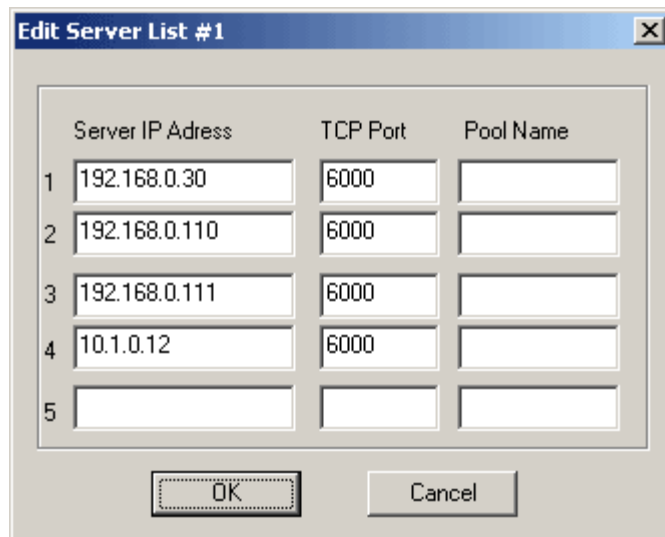 Edit Server List #1
Server IP Adress TCP Port Pool Name
1 192.168.0.30 6000
2 192.168.0.110 6000
3 192.168.0.111 6000
4 10.1.0.12 6000
5
OK Cancel